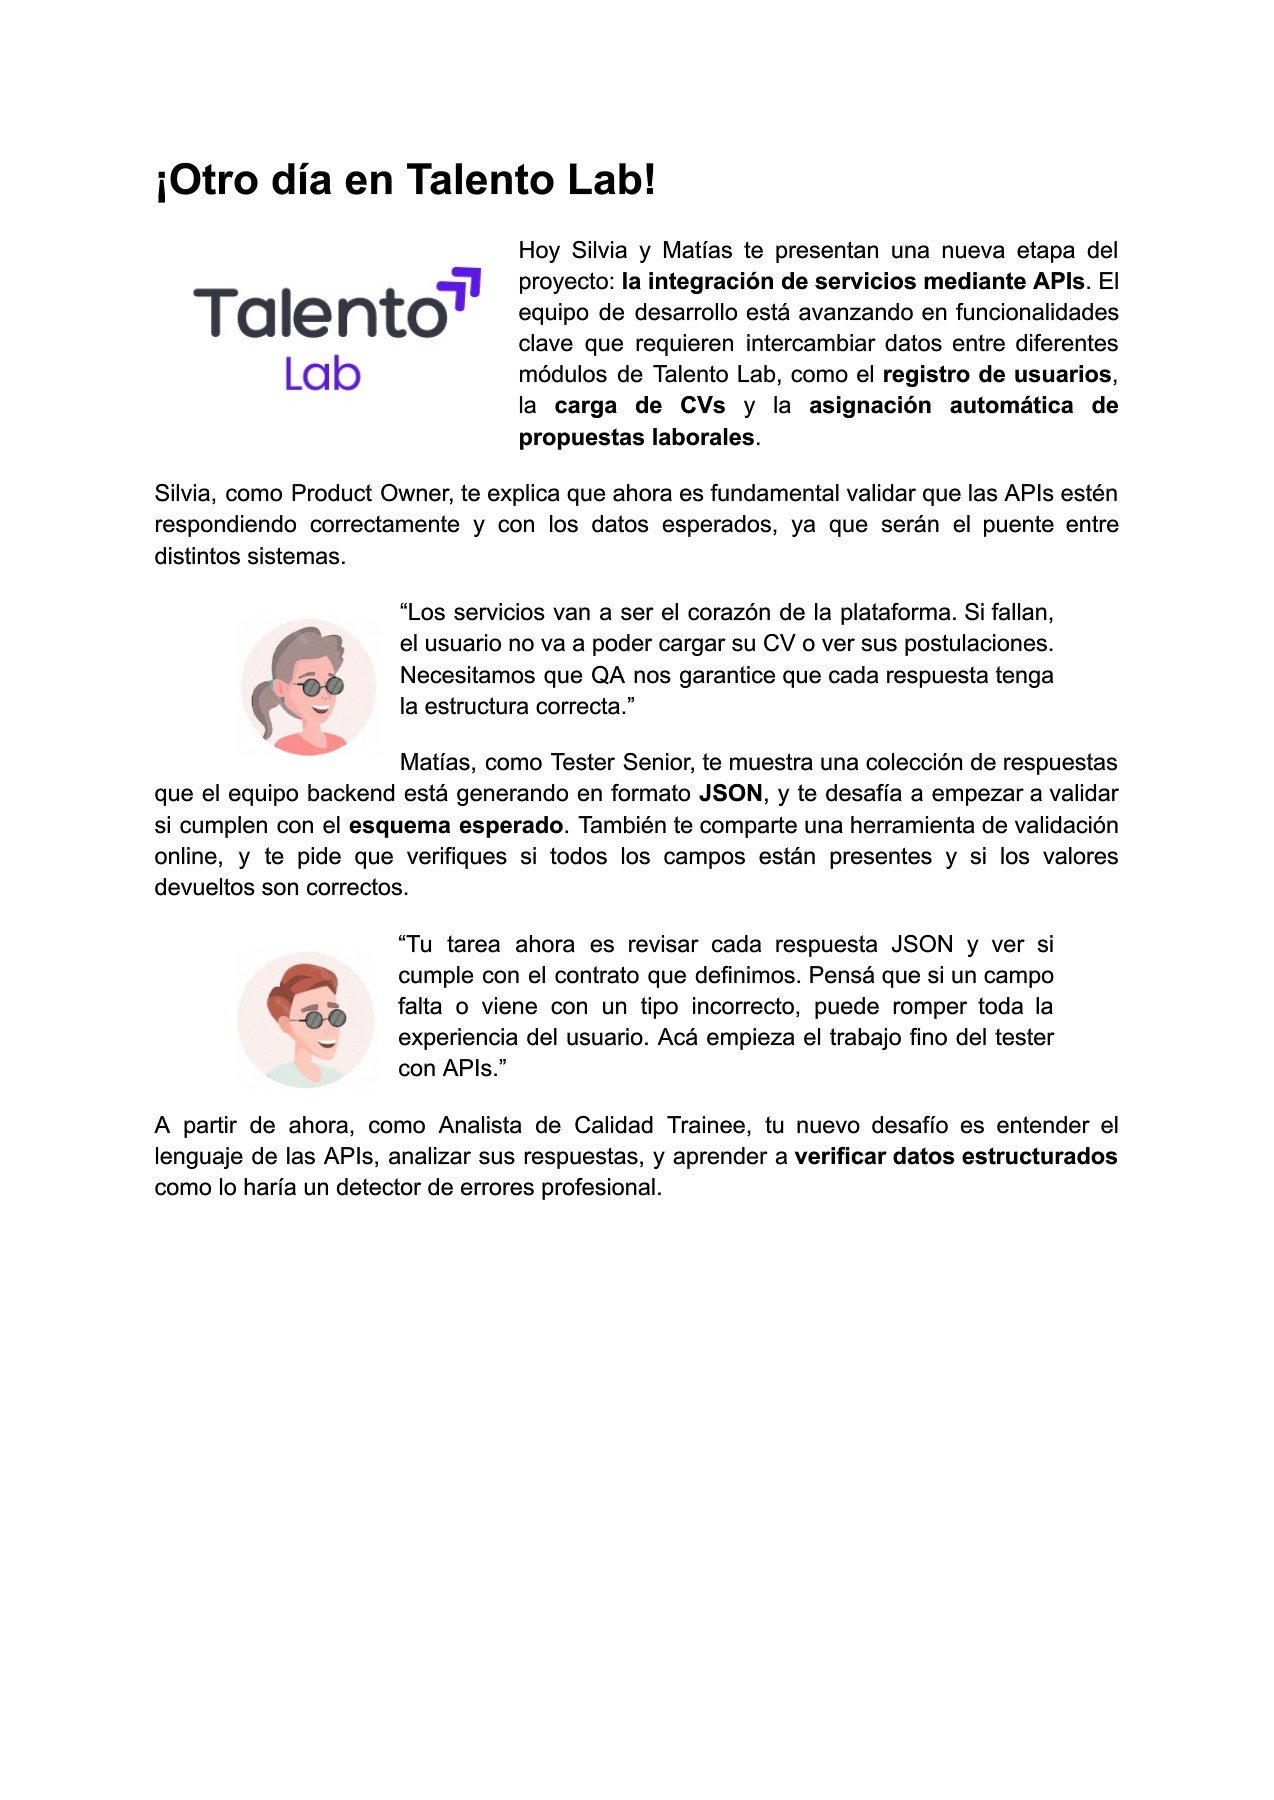 ¡Otro día en Talento Lab!
Talento
Lab
Hoy Silvia y Matías te presentan una nueva etapa del
proyecto: la integración de servicios mediante APIs. El
equipo de desarrollo está avanzando en funcionalidades
clave que requieren intercambiar datos entre diferentes
módulos de Talento Lab, como el registro de usuarios,
la carga de CVs y la asignación automática de
propuestas laborales.
Silvia, como Product Owner, te explica que ahora es fundamental validar que las APIs estén
respondiendo correctamente y con los datos esperados, ya que serán el puente entre
distintos sistemas.
“Los servicios van a ser el corazón de la plataforma. Si fallan,
el usuario no va a poder cargar su CV o ver sus postulaciones.
Necesitamos que QA nos garantice que cada respuesta tenga
la estructura correcta.”
Matías, como Tester Senior, te muestra una colección de respuestas
que el equipo backend está generando en formato JSON, y te desafía a empezar a validar
si cumplen con el esquema esperado. También te comparte una herramienta de validación
online, y te pide que verifiques si todos los campos están presentes y si los valores
devueltos son correctos.
“Tu tarea ahora es revisar cada respuesta JSON y ver si
cumple con el contrato que definimos. Pensá que si un campo
falta o viene con un tipo incorrecto, puede romper toda la
experiencia del usuario. Acá empieza el trabajo fino del tester
con APIs.”
A partir de ahora, como Analista de Calidad Trainee, tu nuevo desafío es entender el
lenguaje de las APIs, analizar sus respuestas, y aprender a verificar datos estructurados
como lo haría un detector de errores profesional.